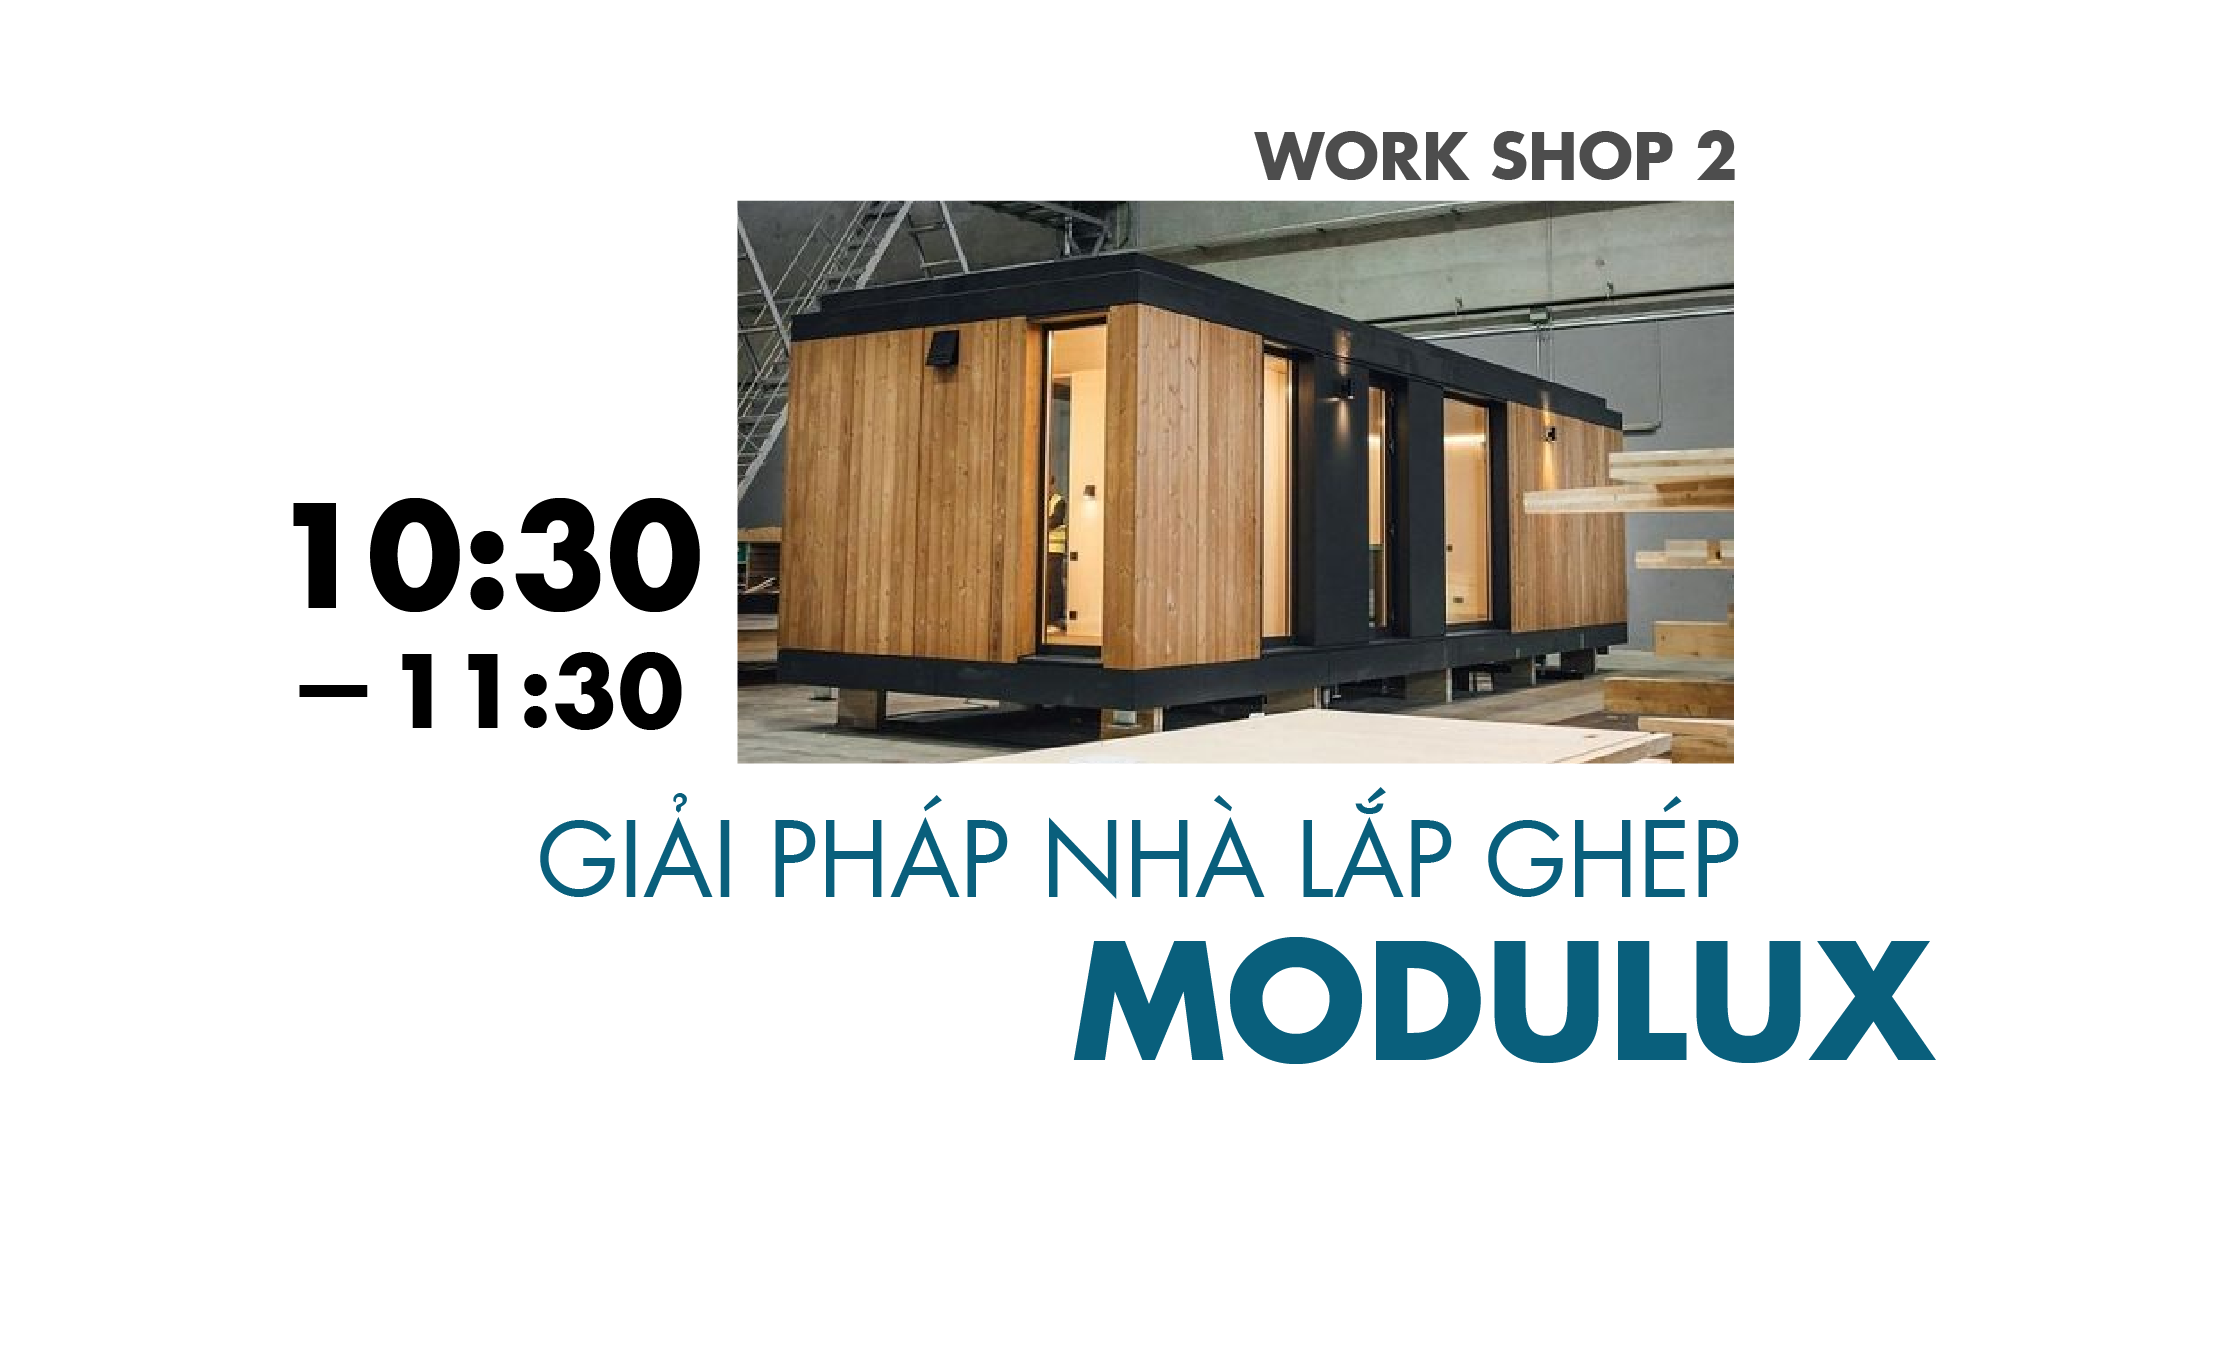 WORK SHOP 2
10:30
— 11:30
GIẢI PHÁP NHÀ LẮP GHÉP
MODULUX